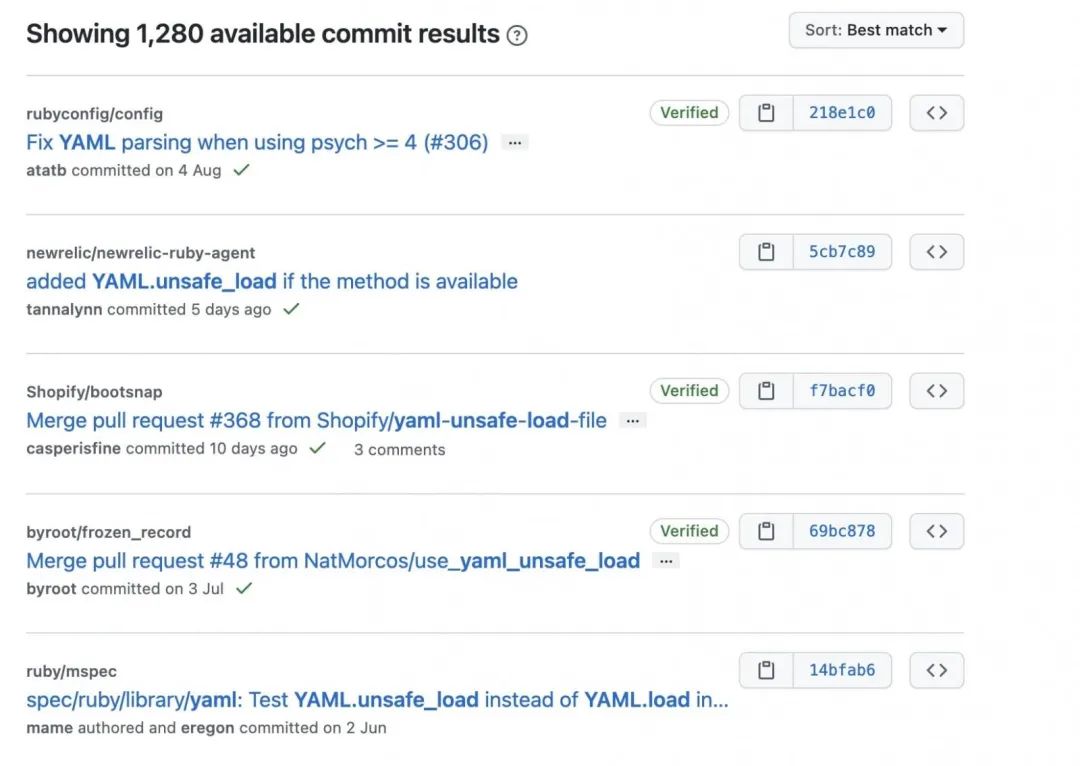 Showing 1,280 available commit results ?
Sort: Best match
rubyconfig/config
Verified
218e1c0
Fix YAML parsing when using psych >= 4 (#306) ...
atatb committed on 4 Aug
newrelic/newrelic-ruby-agent
5cb7c89
added YAML.unsafe_load if the method is available
tannalynn committed 5 days ago
Shopify/bootsnap
Verified
f7bacf0
Merge pull request #368 from Shopify/yaml-unsafe-load-file ...
casperisfine committed 10 days ago 3 comments
byroot/frozen_record
Verified
69bc878
Merge pull request #48 from NatMorcos/use_yaml_unsafe_load ...
byroot committed on 3 Jul
ruby/mspec
14bfab6
spec/ruby/library/yaml: Test YAML.unsafe_load instead of YAML.load in...
mame authored and eregon committed on 2 Jun